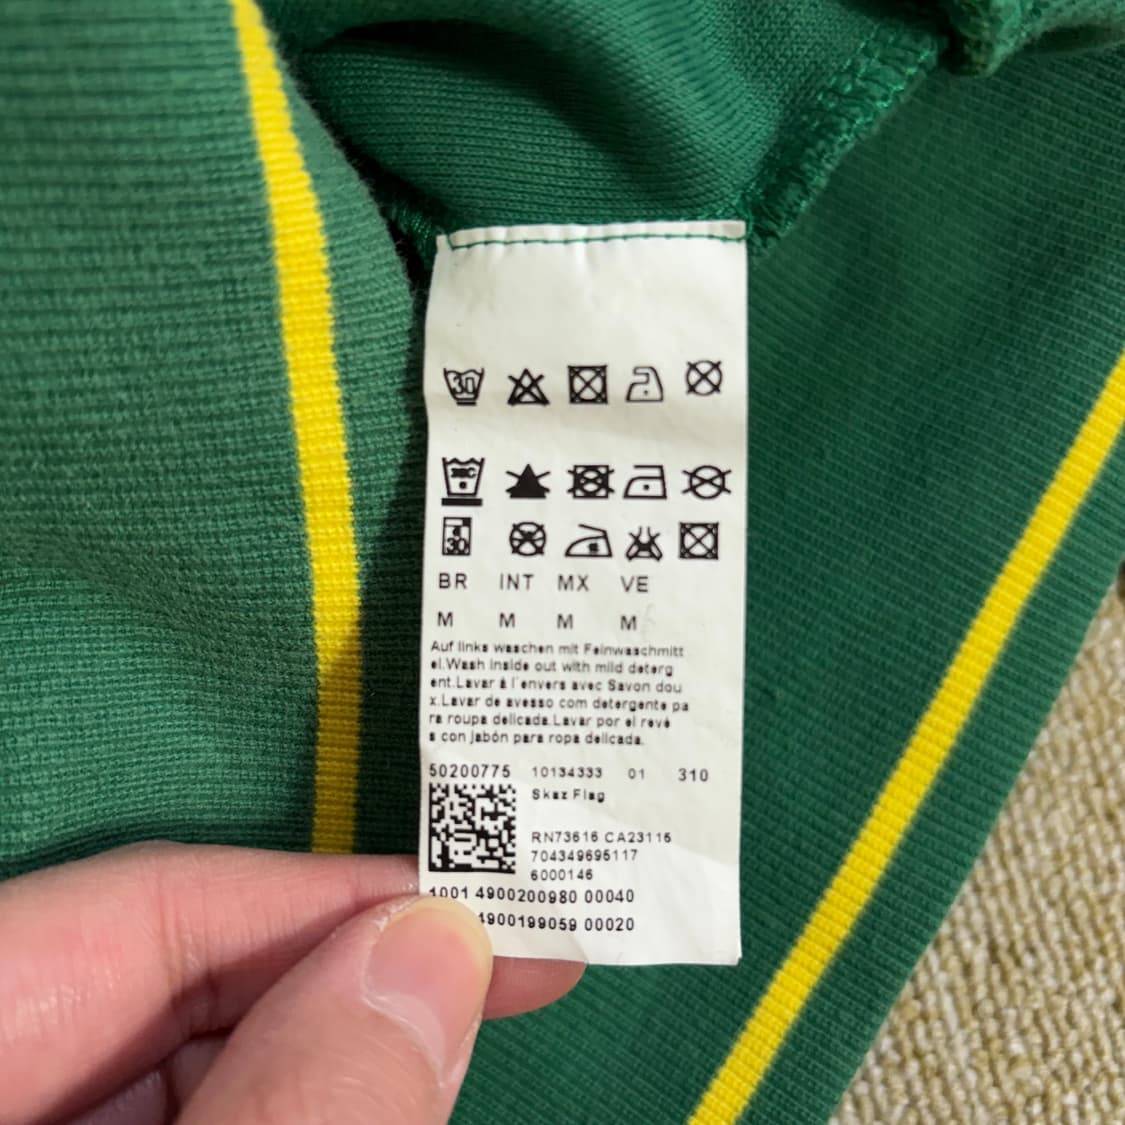 30
30
BR INT MX VE
M M M M
Auf links waschen mit Feinwaschmitt
el.Wash inside out with mild deterg
ent.Lavar à l'envers avec Savon dou
x.Lavar de avesso com detergente pa
ra roupa delicada.Lavar por el revé
s con jabón para ropa delicada.
50200775 10134333 01 310
Skaz Flag
RN73616 CA23115
704349695117
6000146
1001 4900200980 00040
4900199059 00020